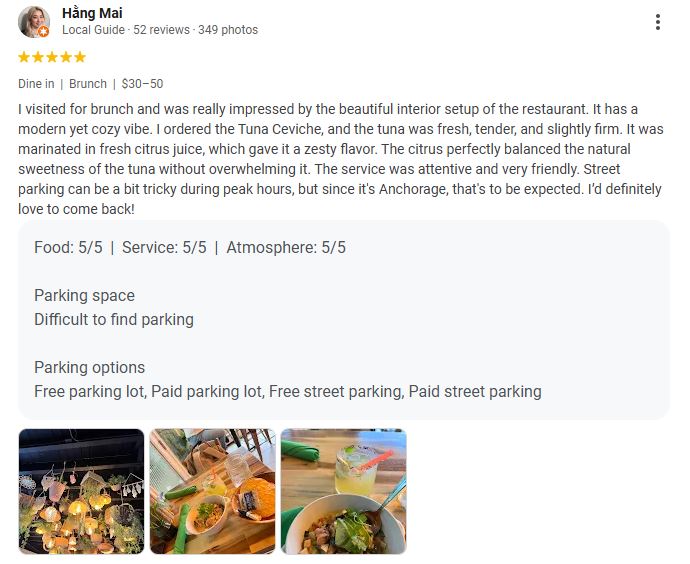 Hằng Mai
Local Guide · 52 reviews · 349 photos
Dine in | Brunch | $30–50
I visited for brunch and was really impressed by the beautiful interior setup of the restaurant. It has a
modern yet cozy vibe. I ordered the Tuna Ceviche, and the tuna was fresh, tender, and slightly firm. It was
marinated in fresh citrus juice, which gave it a zesty flavor. The citrus perfectly balanced the natural
sweetness of the tuna without overwhelming it. The service was attentive and very friendly. Street
parking can be a bit tricky during peak hours, but since it's Anchorage, that's to be expected. I’d definitely
love to come back!
Food: 5/5 | Service: 5/5 | Atmosphere: 5/5
Parking space
Difficult to find parking
Parking options
Free parking lot, Paid parking lot, Free street parking, Paid street parking